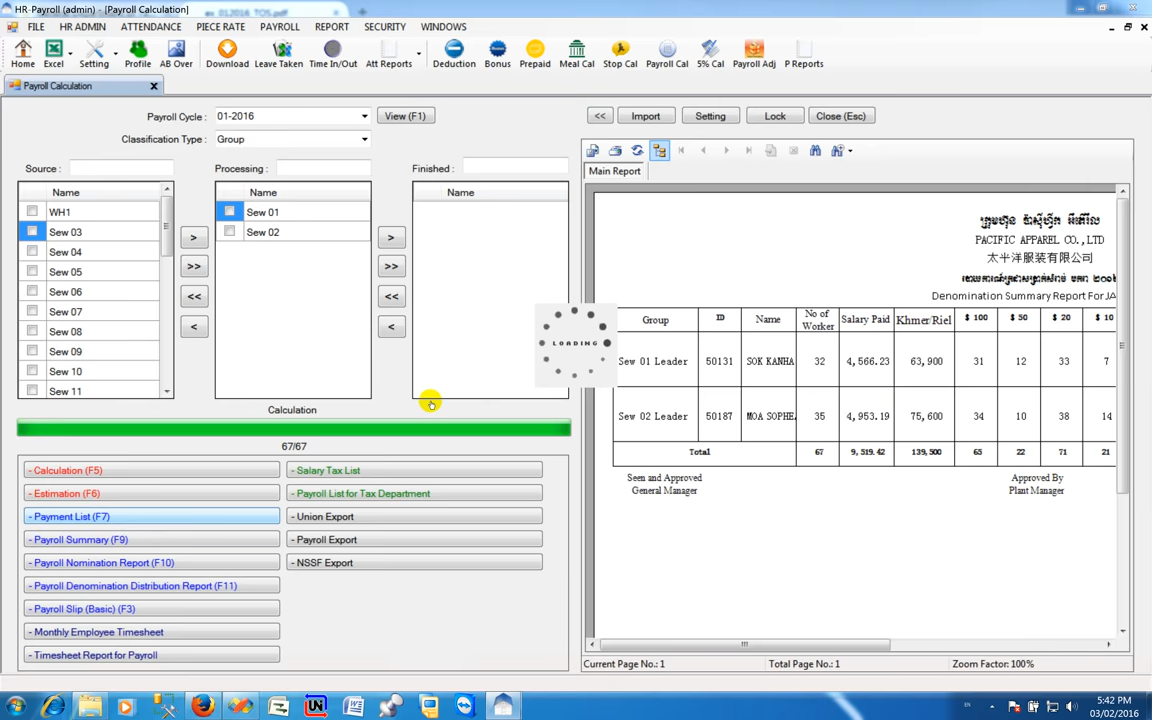 HR-Payroll (admin) - [Payroll Calculation]
FILE HR ADMIN ATTENDANCE PIECE RATE PAYROLL REPORT SECURITY WINDOWS
Home Excel Setting Profile AB Over Download Leave Taken Time In/Out Att Reports Deduction Bonus Prepaid Meal Cal Stop Cal Payroll Cal 5% Cal Payroll Adj P Reports
Payroll Calculation
Payroll Cycle : 01-2016 View (F1) << Import Setting Lock Close (Esc)
Classification Type : Group
Source : Processing : Finished :
Main Report
Name Name Name
WH1 Sew 01
Sew 03 Sew 02
Sew 04
Sew 05
Sew 06
Sew 07
Sew 08
Sew 09
Sew 10
Sew 11
> >> << <
> >> << <
LOADING
PACIFIC APPAREL CO.,LTD
太平洋服装有限公司
Denomination Summary Report For JA
Group ID Name No of Worker Salary Paid Khmer/Riel $ 100 $ 50 $ 20 $ 10
Sew 01 Leader 50131 SOK KANHA 32 4,566.23 63,900 31 12 33 7
Sew 02 Leader 50187 MOA SOPHEA 35 4,953.19 75,600 34 10 38 14
Total 67 9,519.42 139,500 65 22 71 21
Seen and Approved Approved By
General Manager Plant Manager
Calculation
67/67
- Calculation (F5) - Salary Tax List
- Estimation (F6) - Payroll List for Tax Department
- Payment List (F7) - Union Export
- Payroll Summary (F9) - Payroll Export
- Payroll Nomination Report (F10) - NSSF Export
- Payroll Denomination Distribution Report (F11)
- Payroll Slip (Basic) (F3)
- Monthly Employee Timesheet
- Timesheet Report for Payroll
Current Page No.: 1 Total Page No.: 1 Zoom Factor: 100%
EN 5:42 PM
03/02/2016